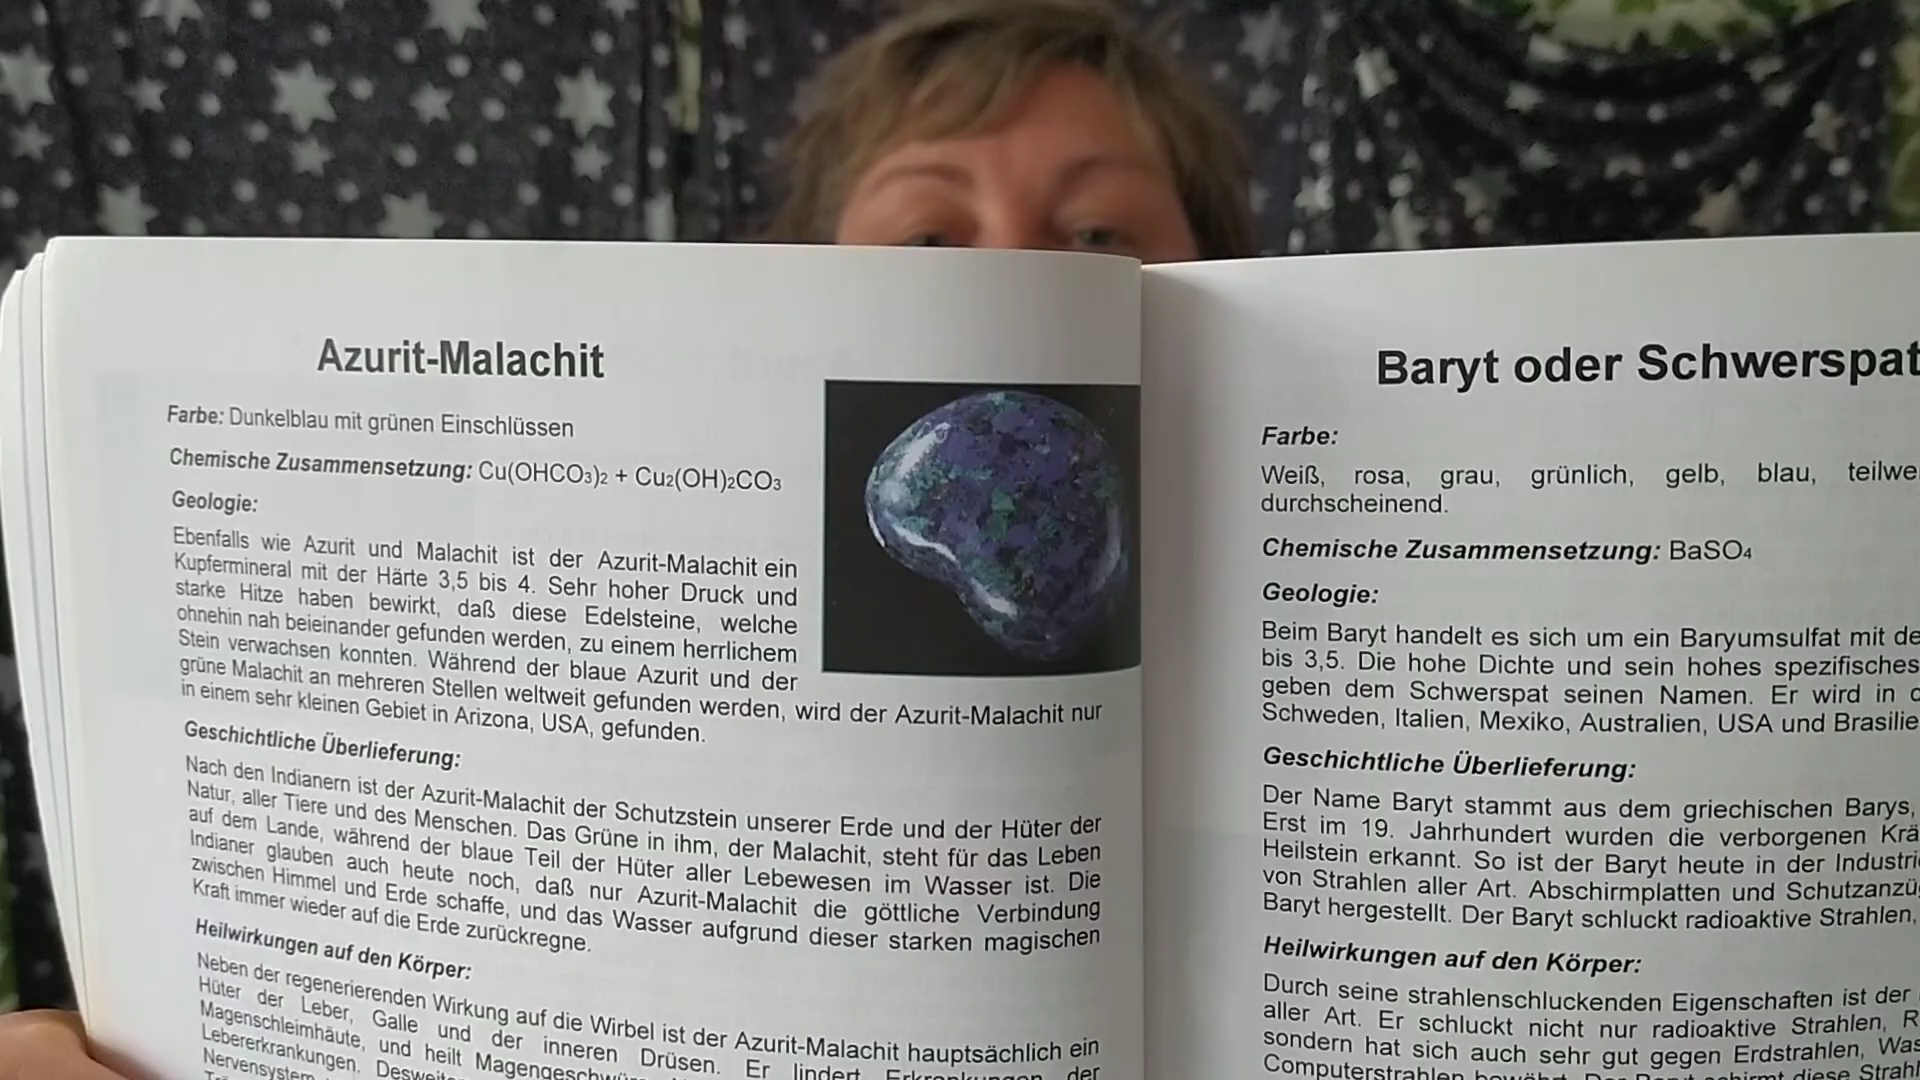 Azurit-Malachit
Farbe: Dunkelblau mit grünen Einschlüssen
Chemische Zusammensetzung: Cu(OHCO₃)₂ + Cu₂(OH)₂CO₃
Geologie:
Ebenfalls wie Azurit und Malachit ist der Azurit-Malachit ein
Kupfermineral mit der Härte 3,5 bis 4. Sehr hoher Druck und
starke Hitze haben bewirkt, daß diese Edelsteine, welche
ohnehin nah beieinander gefunden werden, zu einem herrlichem
Stein verwachsen konnten. Während der blaue Azurit und der
grüne Malachit an mehreren Stellen weltweit gefunden werden, wird der Azurit-Malachit nur
in einem sehr kleinen Gebiet in Arizona, USA, gefunden.
Geschichtliche Überlieferung:
Nach den Indianern ist der Azurit-Malachit der Schutzstein unserer Erde und der Hüter der
Natur, aller Tiere und des Menschen. Das Grüne in ihm, der Malachit, steht für das Leben
auf dem Lande, während der blaue Teil der Hüter aller Lebewesen im Wasser ist. Die
Indianer glauben auch heute noch, daß nur Azurit-Malachit die göttliche Verbindung
zwischen Himmel und Erde schaffe, und das Wasser aufgrund dieser starken magischen
Kraft immer wieder auf die Erde zurückregne.
Heilwirkungen auf den Körper:
Neben der regenerierenden Wirkung auf die Wirbel ist der Azurit-Malachit hauptsächlich ein
Hüter der Leber, Galle und der inneren Drüsen. Er lindert Erkrankungen der
Magenschleimhäute, und heilt
Lebererkrankungen.
Nervensystem
Baryt oder Schwerspat
Farbe:
Weiß, rosa, grau, grünlich, gelb, blau,
durchscheinend.
Chemische Zusammensetzung: BaSO₄
Geologie:
Beim Baryt handelt es sich um ein Baryumsulfat mit
bis 3,5. Die hohe Dichte und sein hohes spezifisches
geben dem Schwerspat seinen Namen. Er wird in
Schweden, Italien, Mexiko, Australien, USA und
Geschichtliche Überlieferung:
Der Name Baryt stammt aus dem griechischen Barys,
Erst im 19. Jahrhundert wurden die verborgenen
Heilstein erkannt. So ist der Baryt heute in der
von Strahlen aller Art. Abschirmplatten und
Baryt hergestellt. Der Baryt schluckt radioaktive Strahlen,
Heilwirkungen auf den Körper:
Durch seine strahlenschluckenden Eigenschaften ist der
aller Art. Er schluckt nicht nur radioaktive Strahlen,
sondern hat sich auch sehr gut gegen Erdstrahlen,
Computerstrahlen